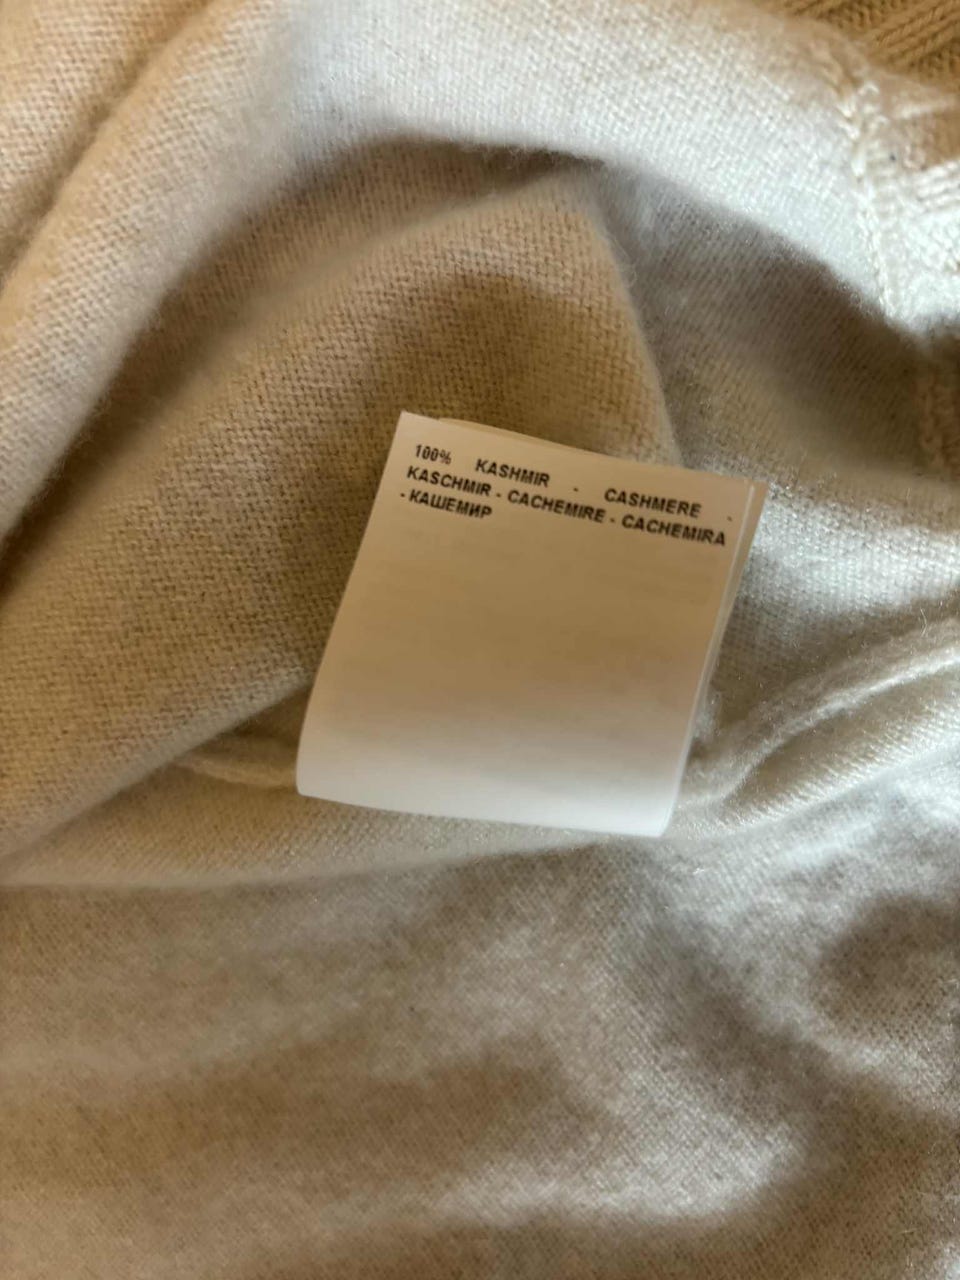 100% KASHMIR - CASHMERE -
KASCHMIR - CACHEMIRE - CACHEMIRA
- КАШЕМИР